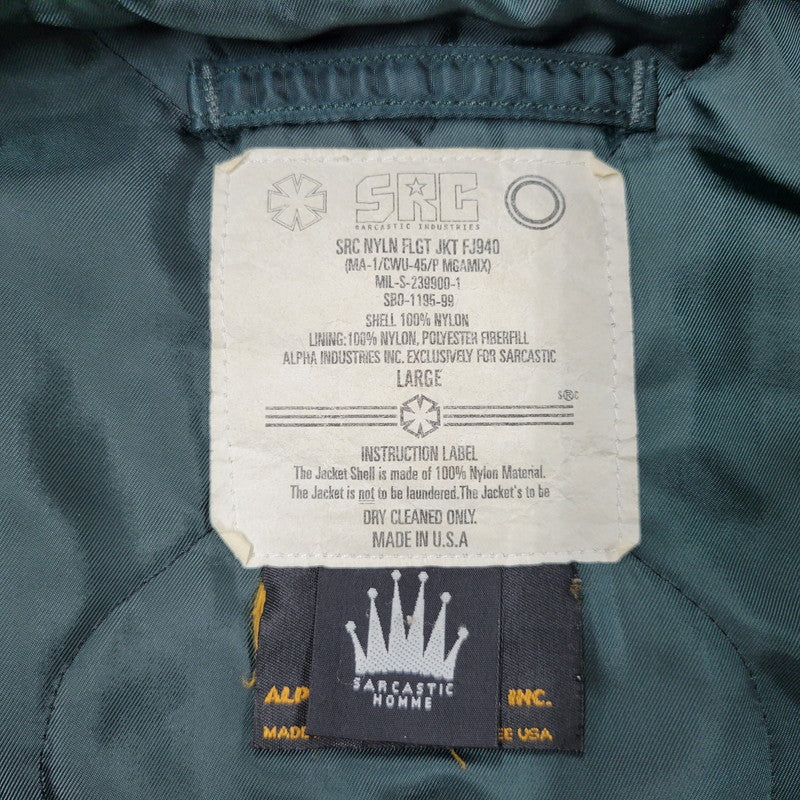 SRC
SARCASTIC INDUSTRIES
SRC NYLN FLGT JKT FJ940
(MA-1/CWU-45/P MGAMIX)
MIL-S-239900-1
SBO-1195-99
SHELL 100% NYLON
LINING:100% NYLON, POLYESTER FIBERFILL
ALPHA INDUSTRIES INC. EXCLUSIVELY FOR SARCASTIC
LARGE
S®C
INSTRUCTION LABEL
The Jacket Shell is made of 100% Nylon Material.
The Jacket is not to be laundered.The Jacket's to be
DRY CLEANED ONLY.
MADE IN U.S.A
SARCASTIC
HOMME
ALP INC.
MAD EE USA